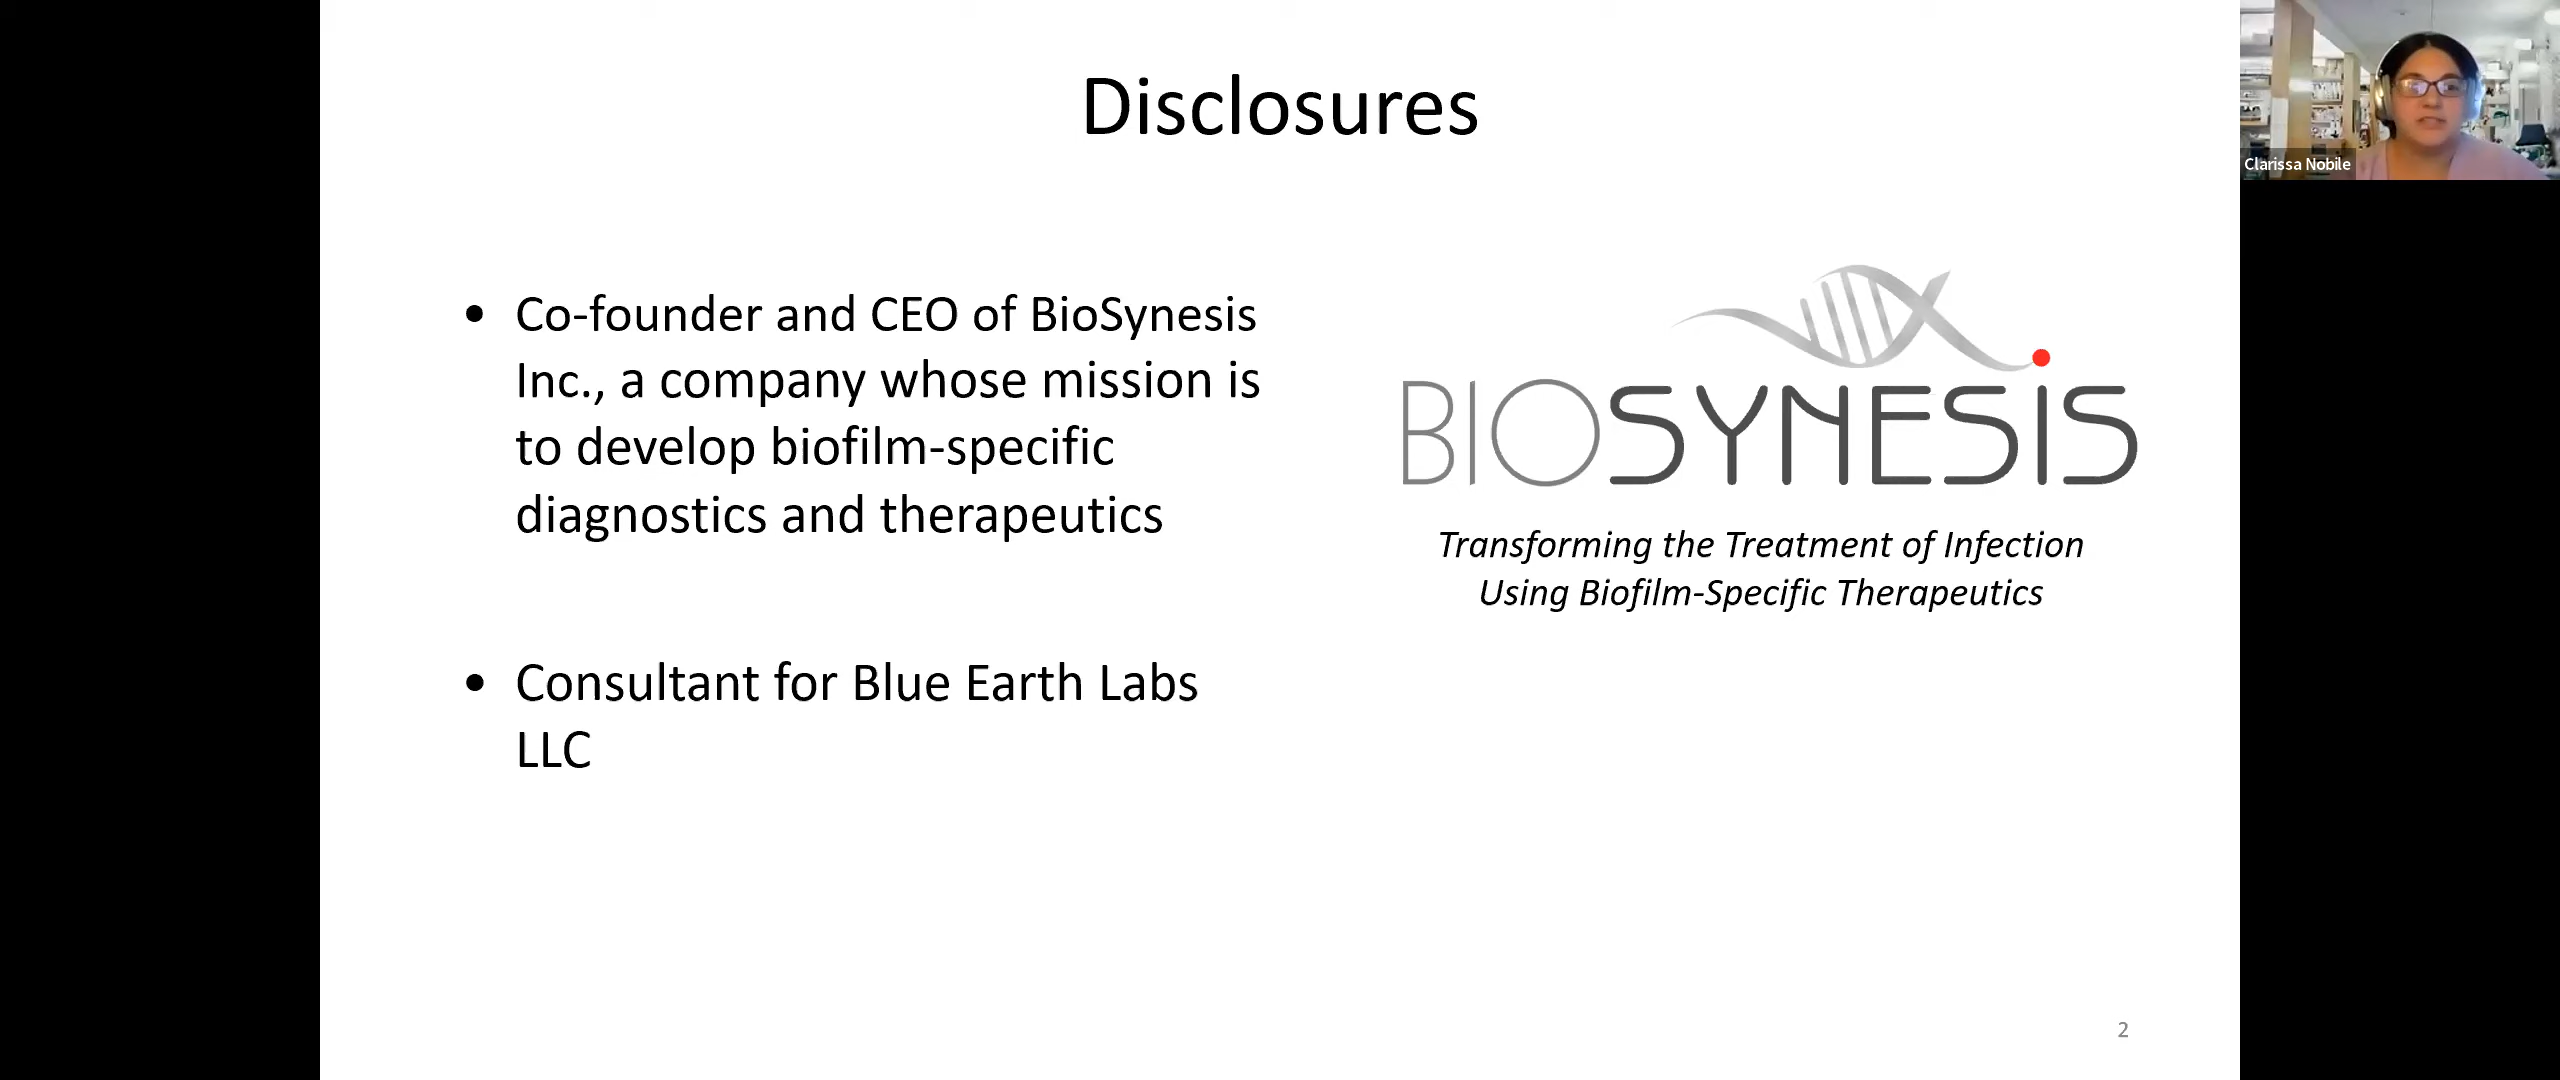 Disclosures
Clarissa Nobile
• Co-founder and CEO of BioSynesis
Inc., a company whose mission is
to develop biofilm-specific
diagnostics and therapeutics
• Consultant for Blue Earth Labs
LLC
BIOSYNESiS
Transforming the Treatment of Infection
Using Biofilm-Specific Therapeutics
2